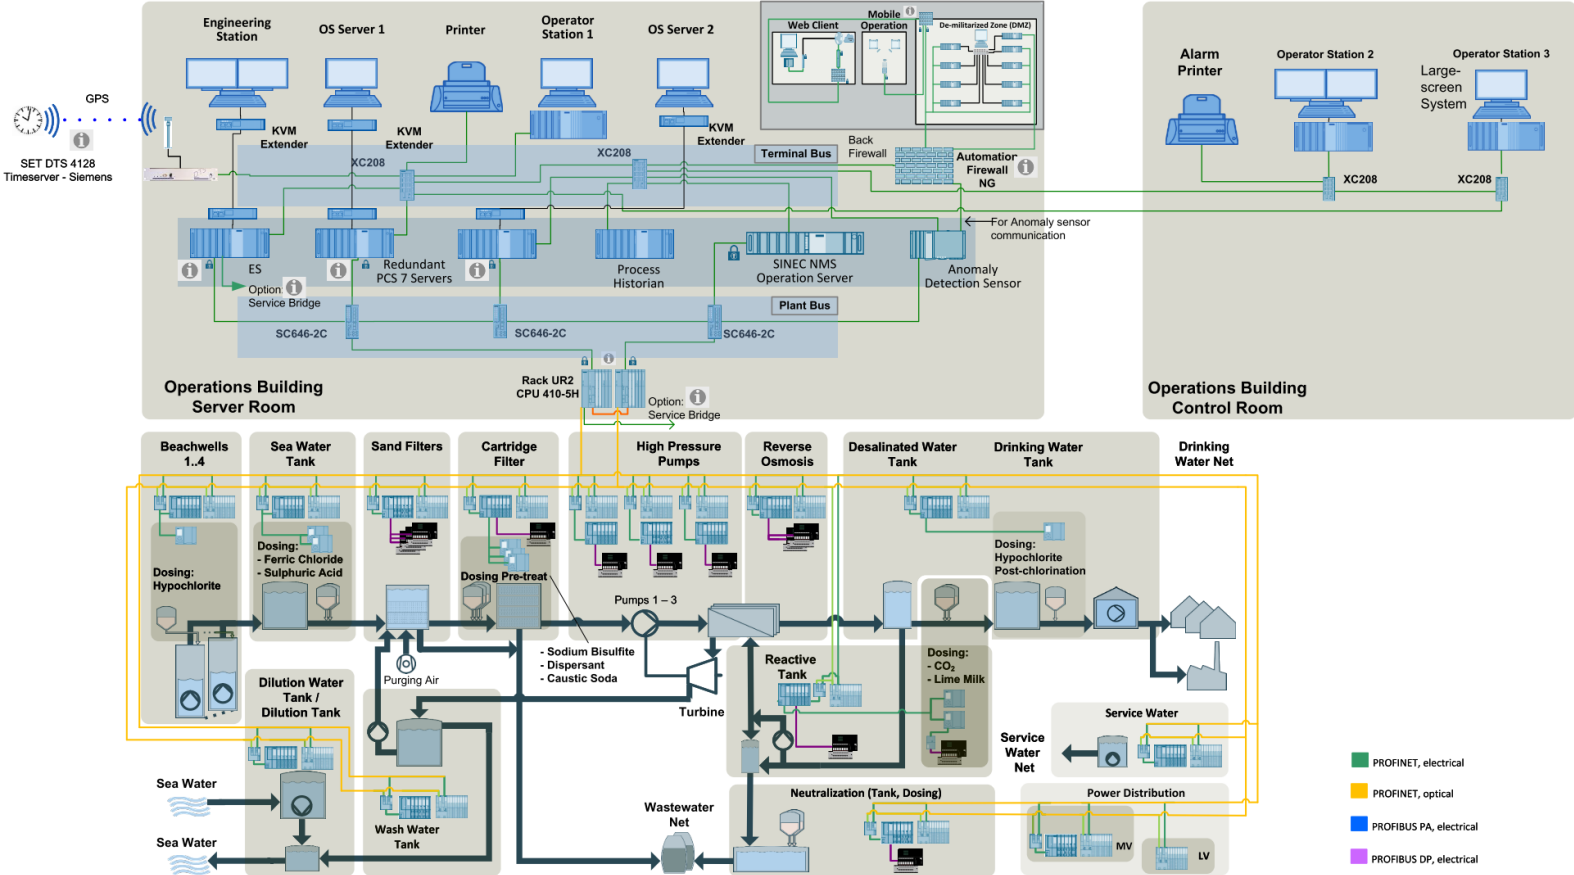 Engineering
Station
OS Server 1
Printer
Operator
Station 1
OS Server 2
Web Client
Mobile
Operation
De-militarized Zone (DMZ)
Alarm
Printer
Operator Station 2
Operator Station 3
Large-
screen
System
GPS
SET DTS 4128
Timeserver - Siemens
KVM
Extender
KVM
Extender
KVM
Extender
XC208
XC208
Terminal Bus
Back
Firewall
Automation
Firewall
NG
XC208
XC208
For Anomaly sensor
communication
ES
Redundant
PCS 7 Servers
Process
Historian
SINEC NMS
Operation Server
Anomaly
Detection Sensor
Option:
Service Bridge
Plant Bus
SC646-2C
SC646-2C
SC646-2C
Rack UR2
CPU 410-5H
Option:
Service Bridge
Operations Building
Server Room
Operations Building
Control Room
Beachwells
1..4
Sea Water
Tank
Sand Filters
Cartridge
Filter
High Pressure
Pumps
Reverse
Osmosis
Desalinated Water
Tank
Drinking Water
Tank
Drinking
Water Net
Dosing:
Hypochlorite
Dosing:
- Ferric Chloride
- Sulphuric Acid
Dosing Pre-treat
Dosing:
Hypochlorite
Post-chlorination
Pumps 1 – 3
- Sodium Bisulfite
- Dispersant
- Caustic Soda
Purging Air
Turbine
Reactive
Tank
Dosing:
- CO₂
- Lime Milk
Dilution Water
Tank /
Dilution Tank
Service Water
Service
Water
Net
Sea Water
Sea Water
Wash Water
Tank
Wastewater
Net
Neutralization (Tank, Dosing)
Power Distribution
MV
LV
PROFINET, electrical
PROFINET, optical
PROFIBUS PA, electrical
PROFIBUS DP, electrical